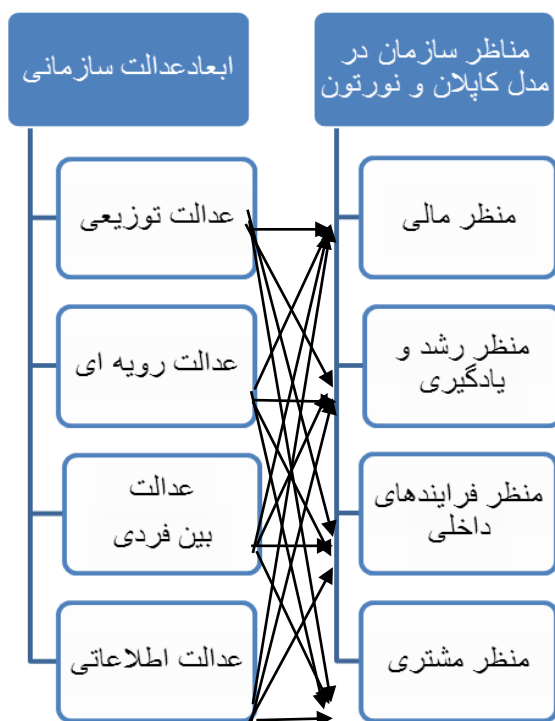 مناظر سازمان در
مدل کاپلان و نورتون
منظر مالی
منظر رشد و
یادگیری
منظر فرایندهای
داخلی
منظر مشتری
ابعادعدالت سازمانی
عدالت توزیعی
عدالت رویه ای
عدالت
بین فردی
عدالت اطلاعاتی